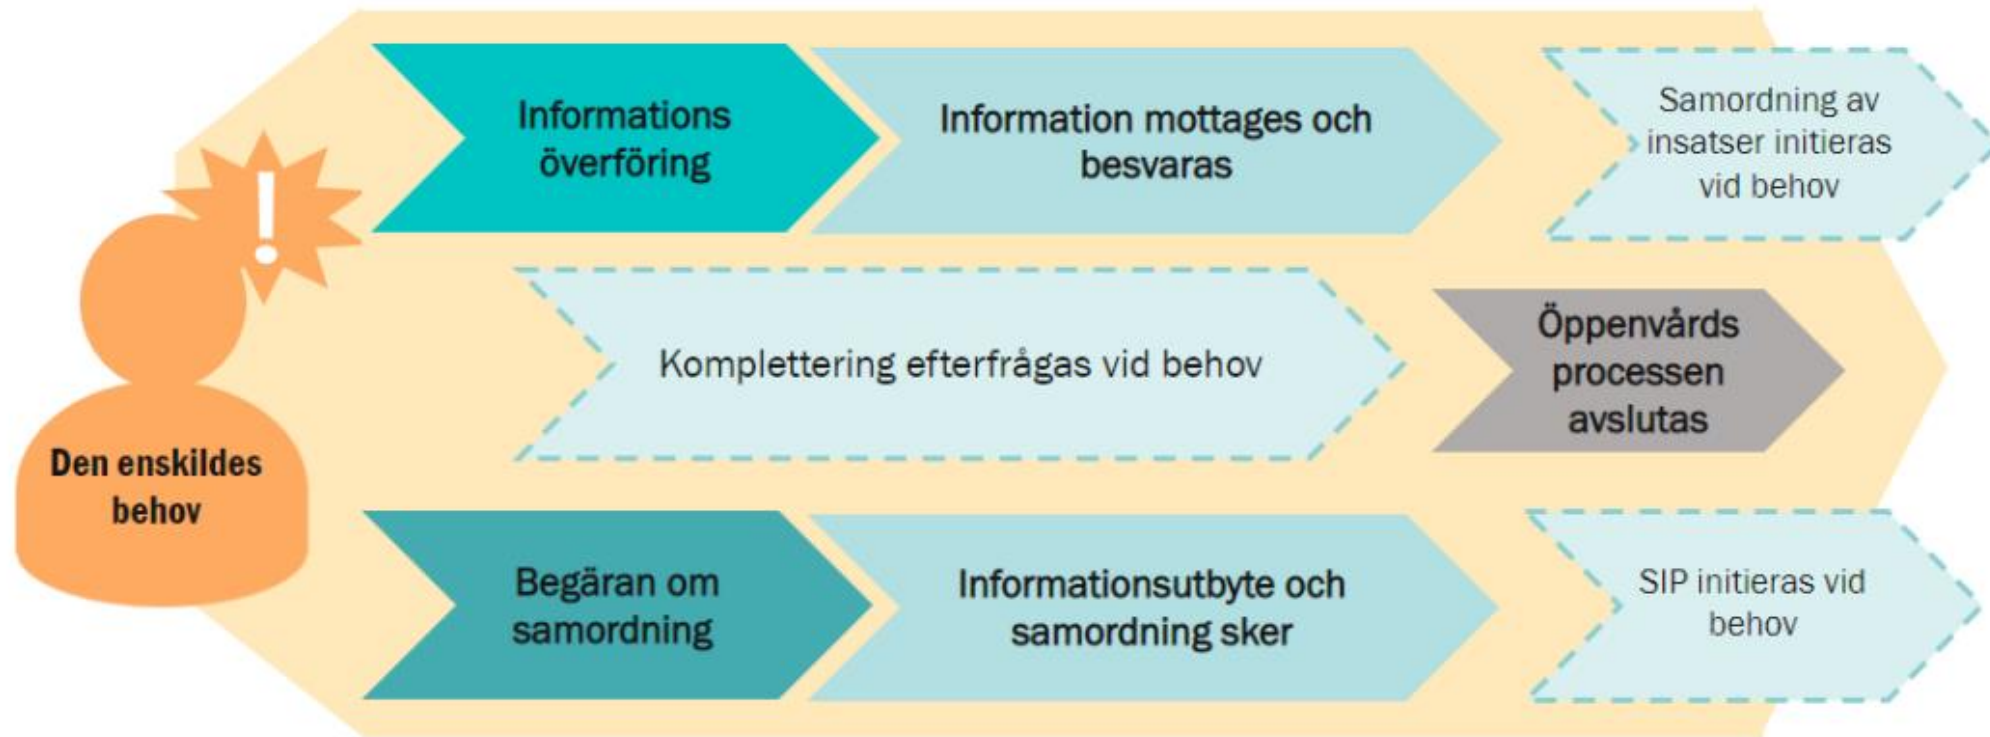 Informations
överföring
Information mottages och
besvaras
Samordning av
insatser initieras
vid behov
!
Den enskildes
behov
Komplettering efterfrågas vid behov
Öppenvårds
processen
avslutas
Begäran om
samordning
Informationsutbyte och
samordning sker
SIP initieras vid
behov